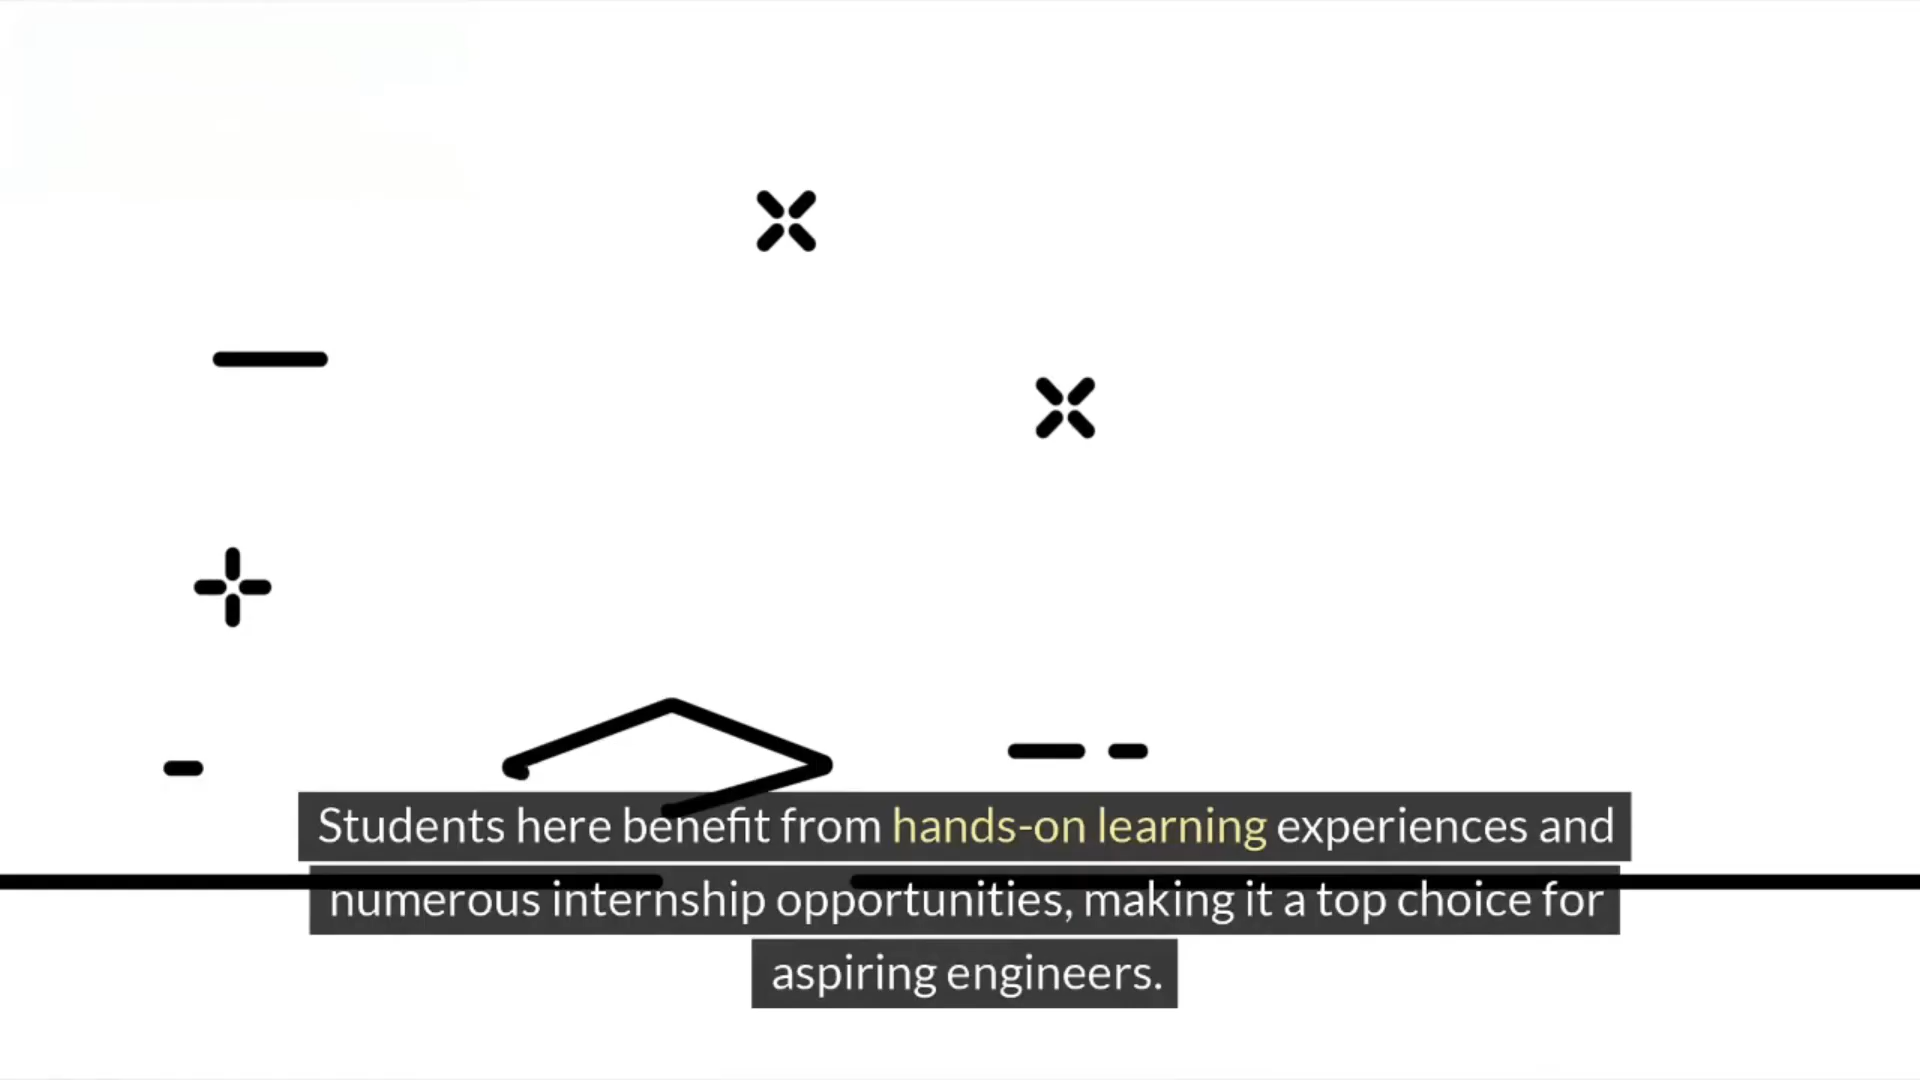 Students here benefit from hands-on learning experiences and
numerous internship opportunities, making it a top choice for
aspiring engineers.